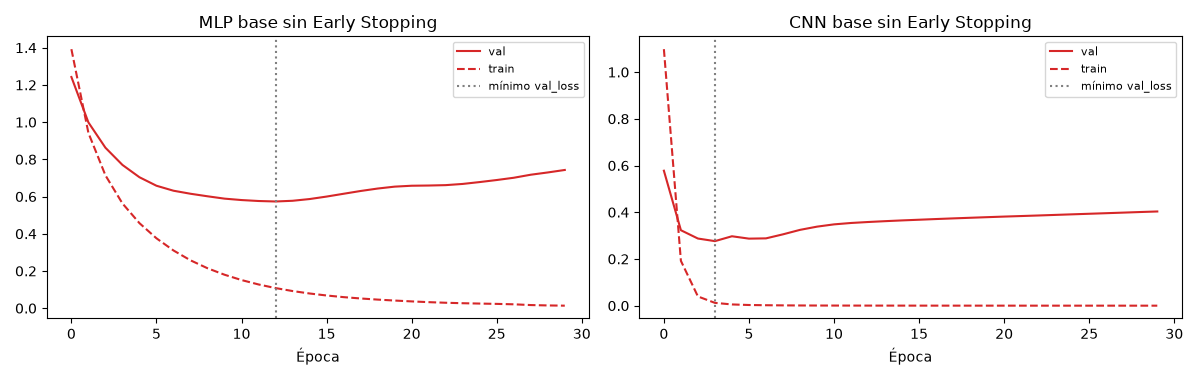 MLP base sin Early Stopping
val
train
mínimo val_loss
1.4
1.2
1.0
0.8
0.6
0.4
0.2
0.0
0 5 10 15 20 25 30
Época
CNN base sin Early Stopping
val
train
mínimo val_loss
1.0
0.8
0.6
0.4
0.2
0.0
0 5 10 15 20 25 30
Época